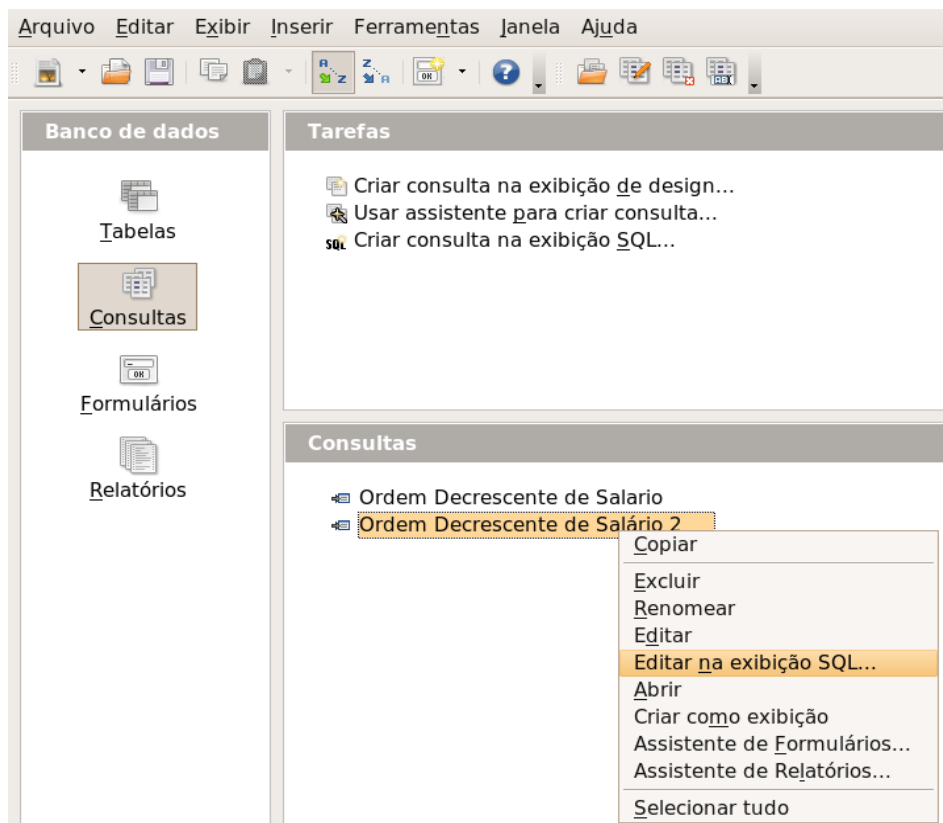 Arquivo Editar Exibir Inserir Ferramentas Janela Ajuda
Banco de dados
Tabelas
Consultas
Formulários
Relatórios
Tarefas
Criar consulta na exibição de design...
Usar assistente para criar consulta...
SQL Criar consulta na exibição SQL...
Consultas
Ordem Decrescente de Salario
Ordem Decrescente de Salário 2
Copiar
Excluir
Renomear
Editar
Editar na exibição SQL...
Abrir
Criar como exibição
Assistente de Formulários...
Assistente de Relatórios...
Selecionar tudo